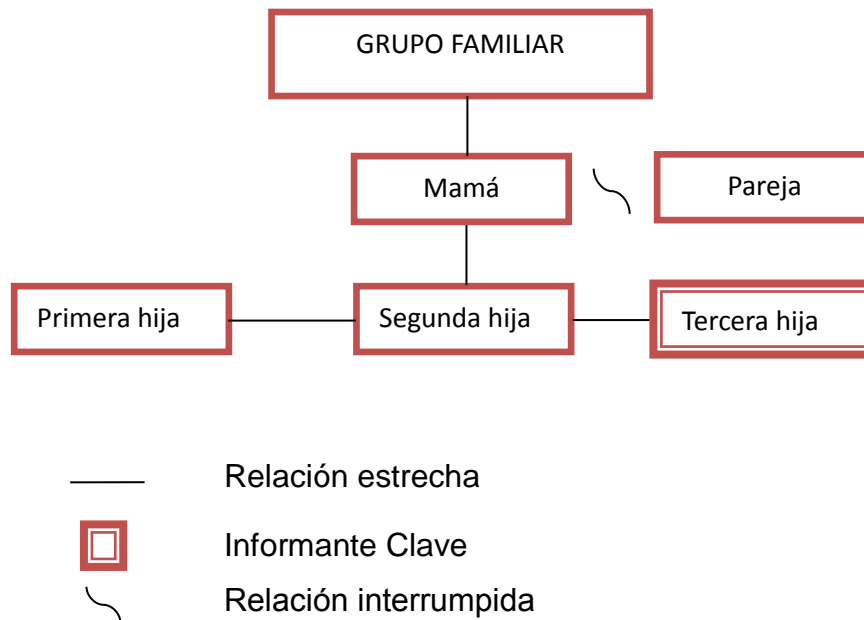 GRUPO FAMILIAR
Mamá
Pareja
Primera hija
Segunda hija
Tercera hija
Relación estrecha
Informante Clave
Relación interrumpida